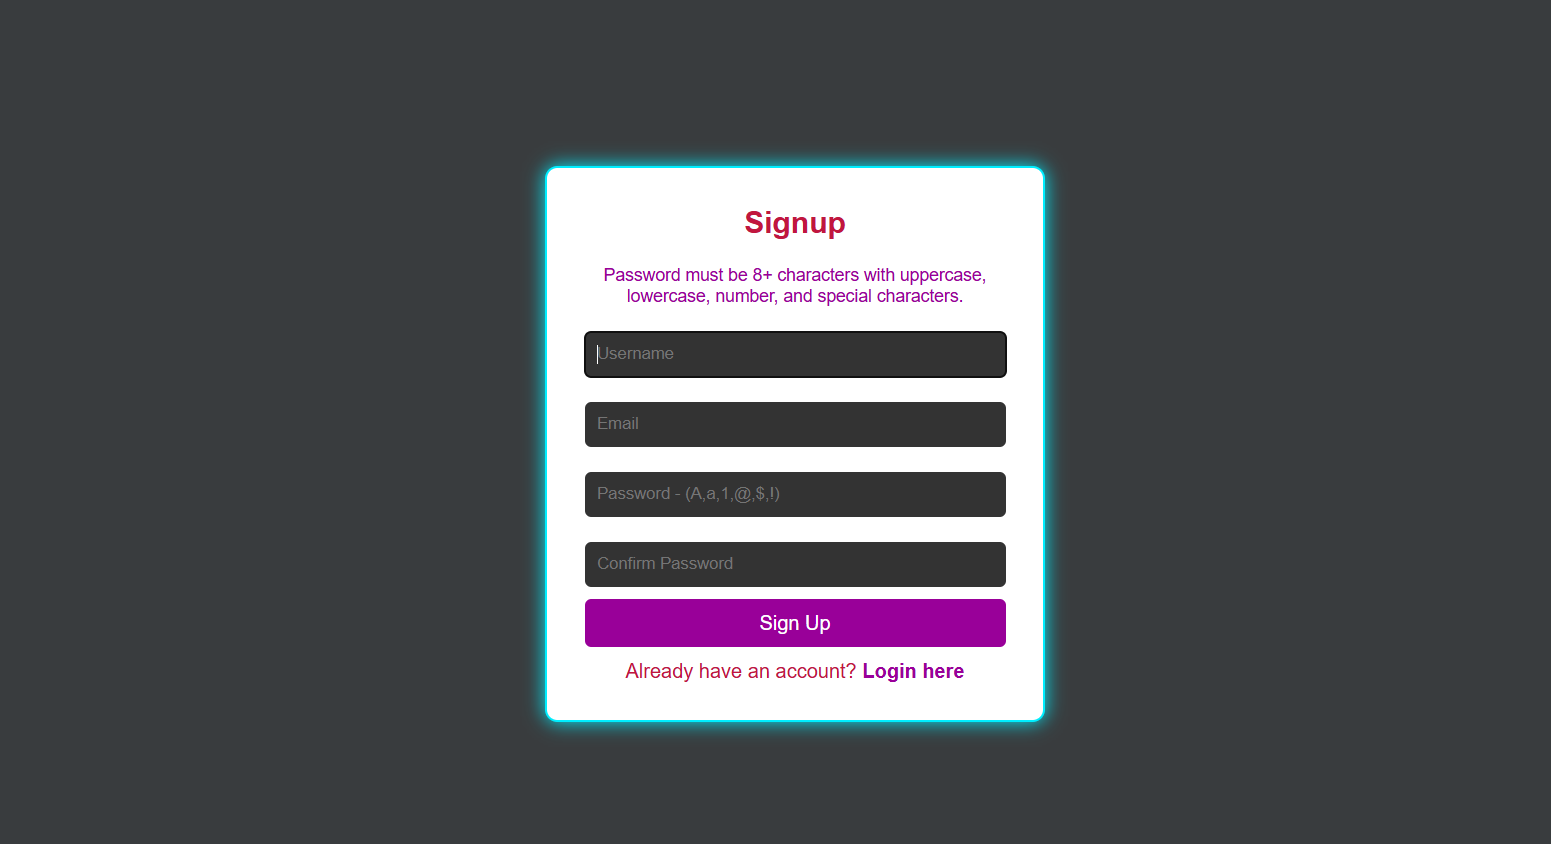 Signup
Password must be 8+ characters with uppercase,
lowercase, number, and special characters.
Username
Email
Password - (A,a,1,@,$,!)
Confirm Password
Sign Up
Already have an account? Login here